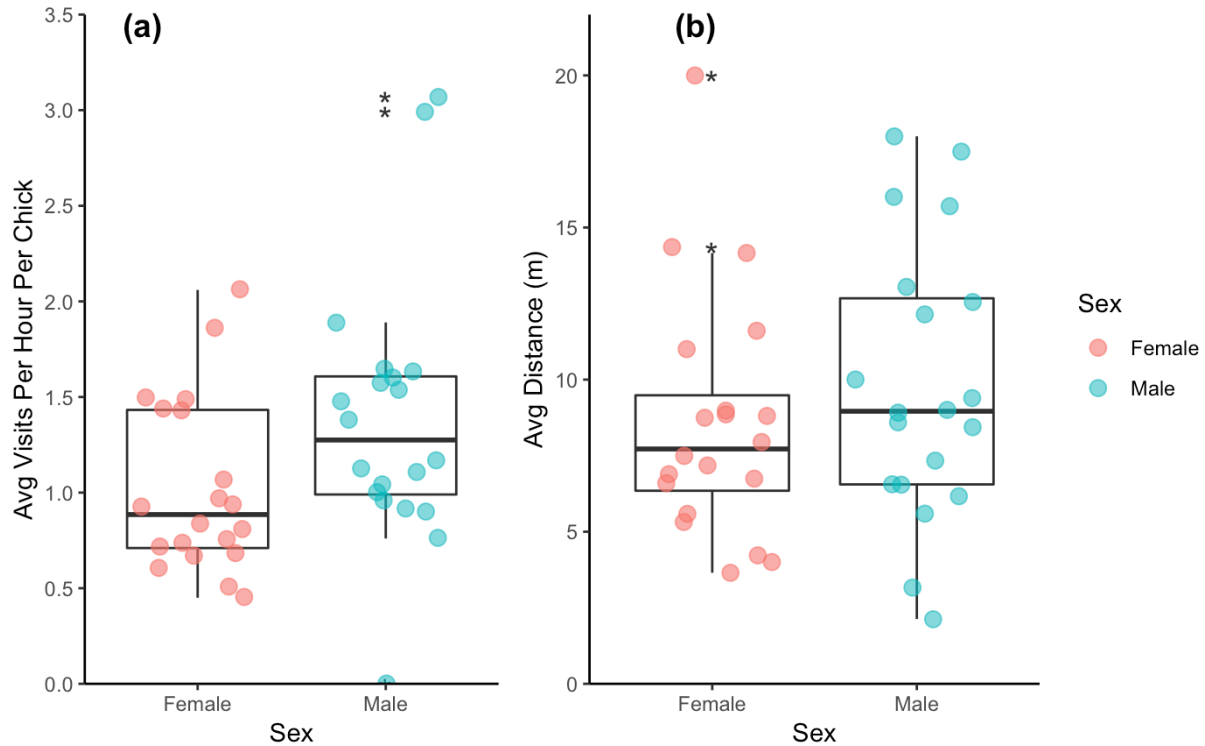 (a)
Avg Visits Per Hour Per Chick
3.5
3.0
2.5
2.0
1.5
1.0
0.5
0.0
*
*
Female Male
Sex
(b)
Avg Distance (m)
20
15
10
5
0
*
*
Female Male
Sex
Sex
Female
Male